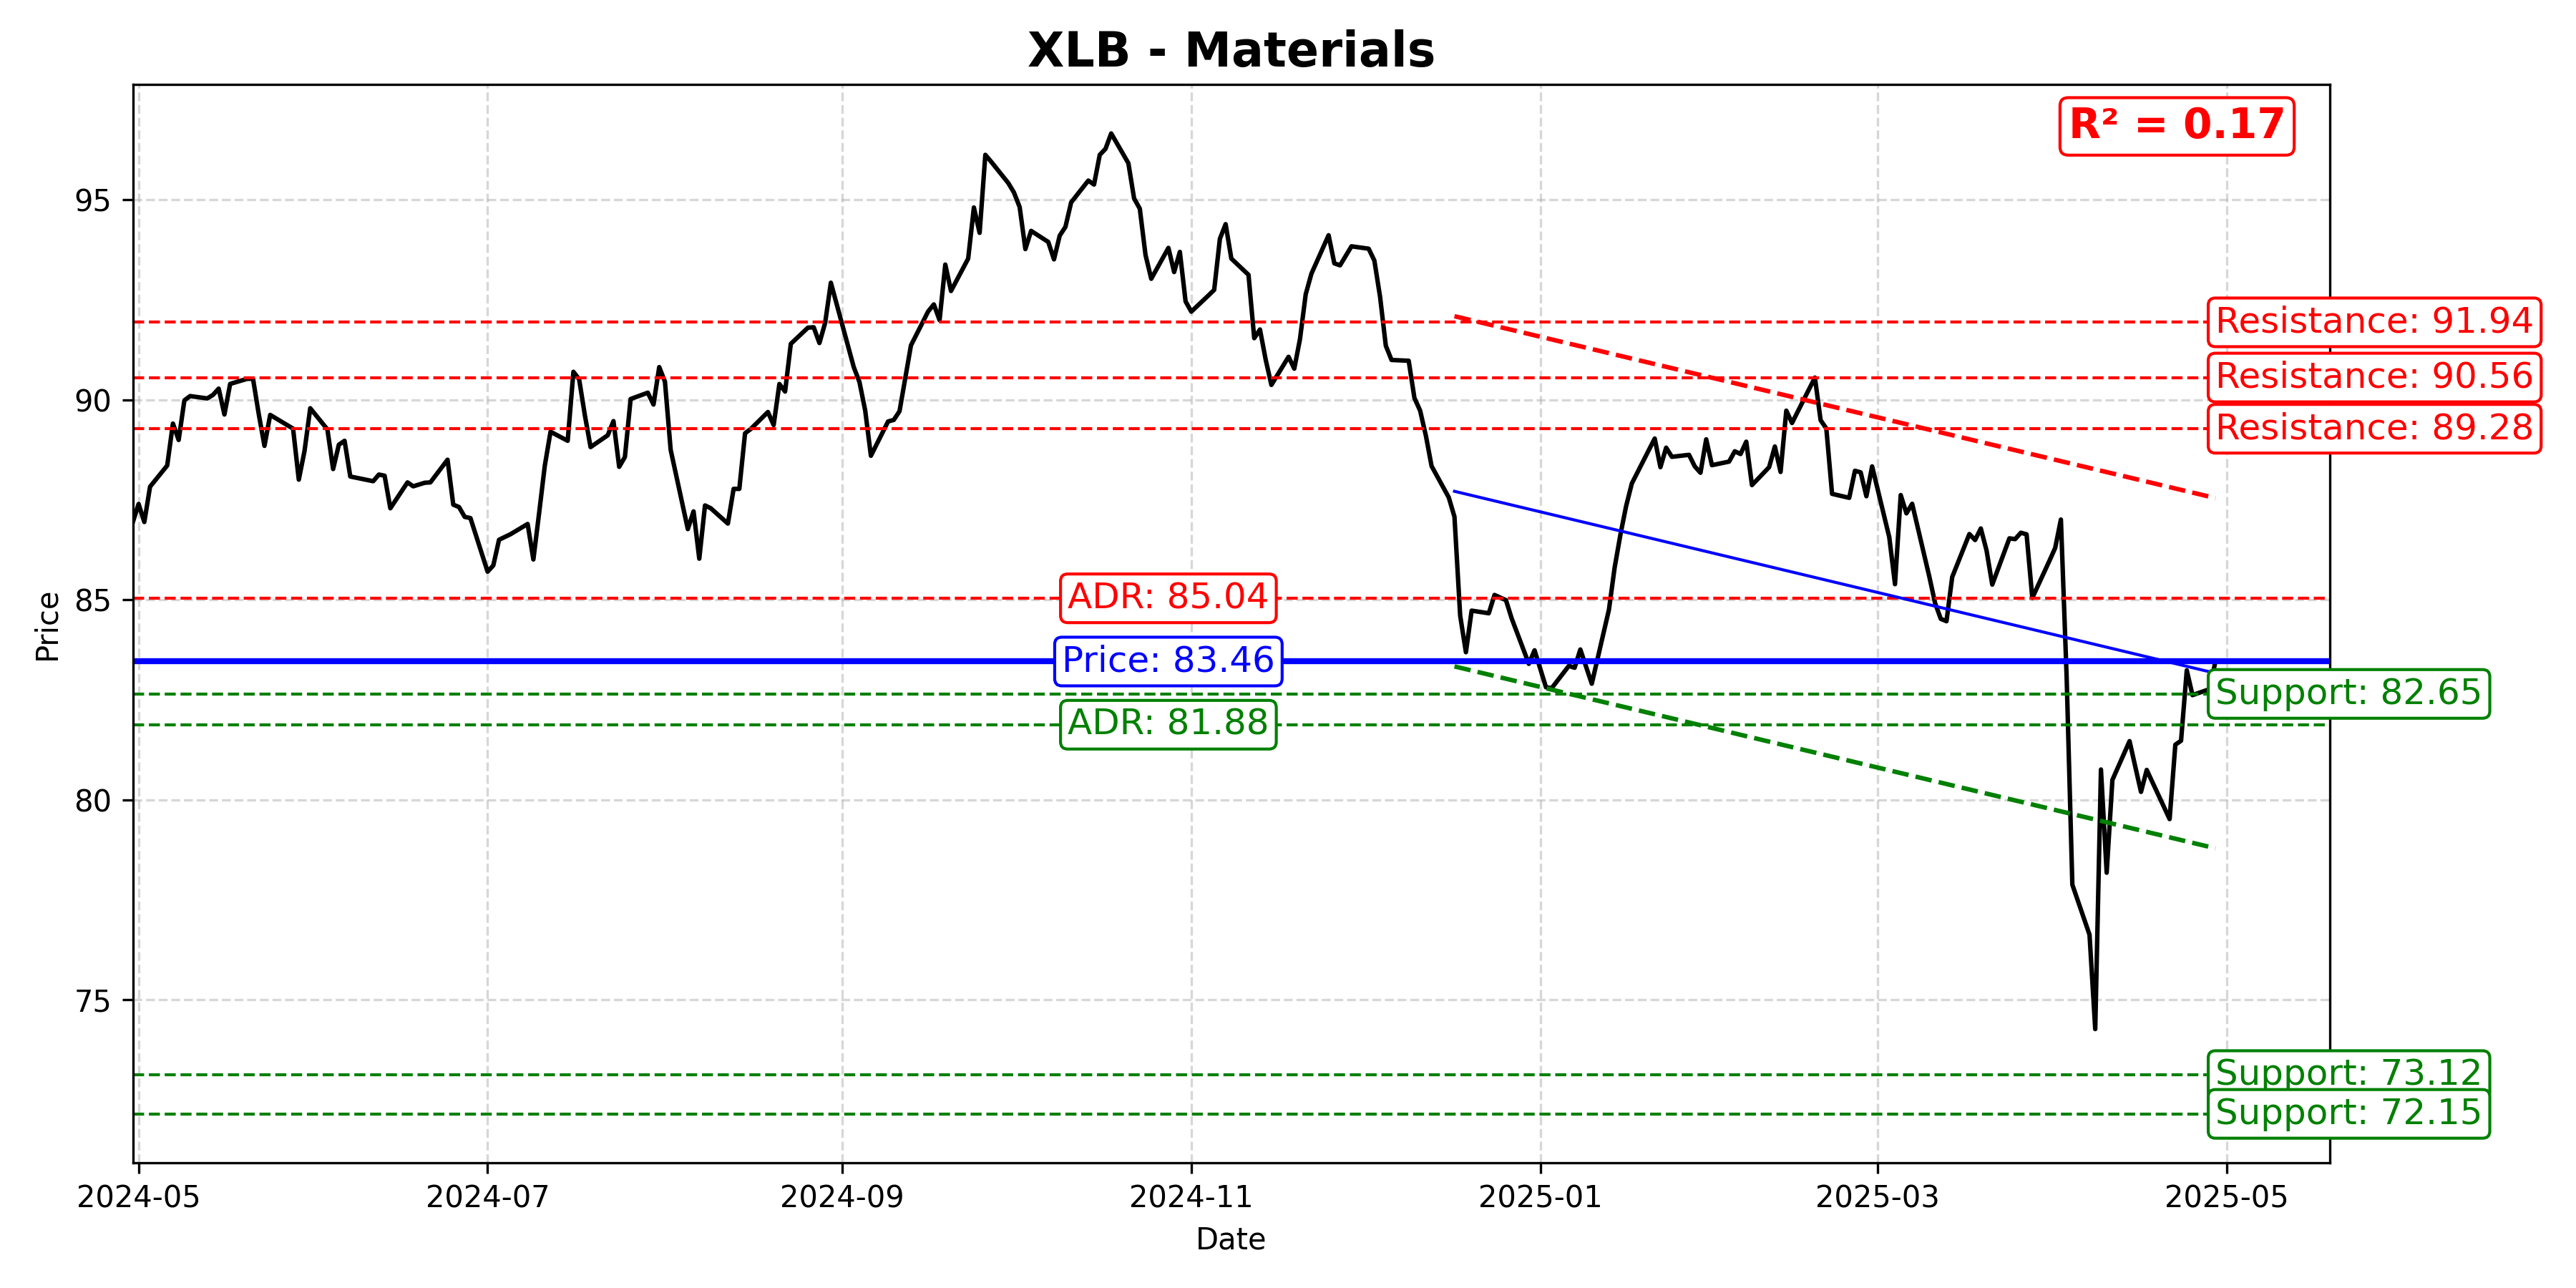 XLB - Materials
R² = 0.17
95
Resistance: 91.94
Resistance: 90.56
90
Resistance: 89.28
85
ADR: 85.04
Price
Price: 83.46
Support: 82.65
ADR: 81.88
80
75
Support: 73.12
Support: 72.15
2024-05 2024-07 2024-09 2024-11 2025-01 2025-03 2025-05
Date